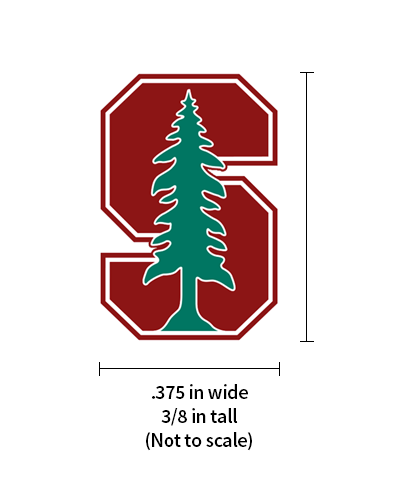 S
.375 in wide
3/8 in tall
(Not to scale)